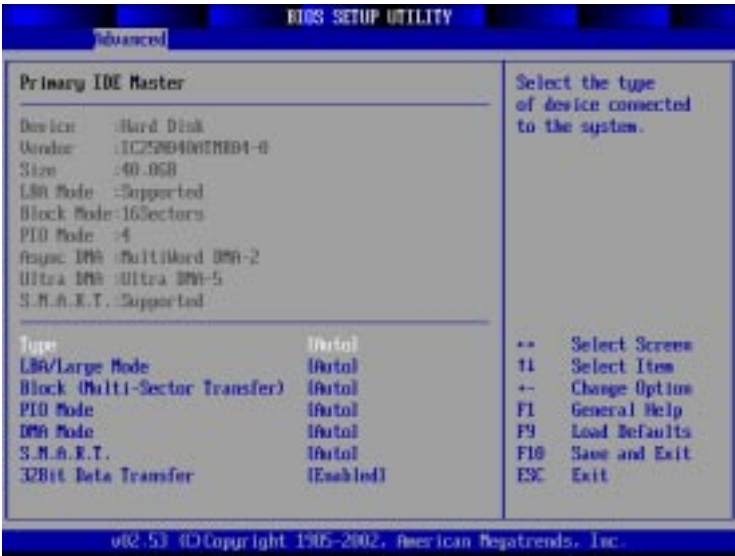 BIOS SETUP UTILITY
Advanced
Primary IDE Master
Device :Hard Disk
Vendor :IC25N040ATMR04-0
Size :40.0GB
LBA Mode :Supported
Block Mode:16Sectors
PIO Mode :4
Async DMA :MultiWord DMA-2
Ultra DMA :Ultra DMA-5
S.M.A.R.T.:Supported
Type [Auto]
LBA/Large Mode [Auto]
Block (Multi-Sector Transfer) [Auto]
PIO Mode [Auto]
DMA Mode [Auto]
S.M.A.R.T. [Auto]
32Bit Data Transfer [Enabled]
Select the type
of device connected
to the system.
↔ Select Screen
↑↓ Select Item
+- Change Option
F1 General Help
F9 Load Defaults
F10 Save and Exit
ESC Exit
v02.53 (C)Copyright 1985-2002, American Megatrends, Inc.